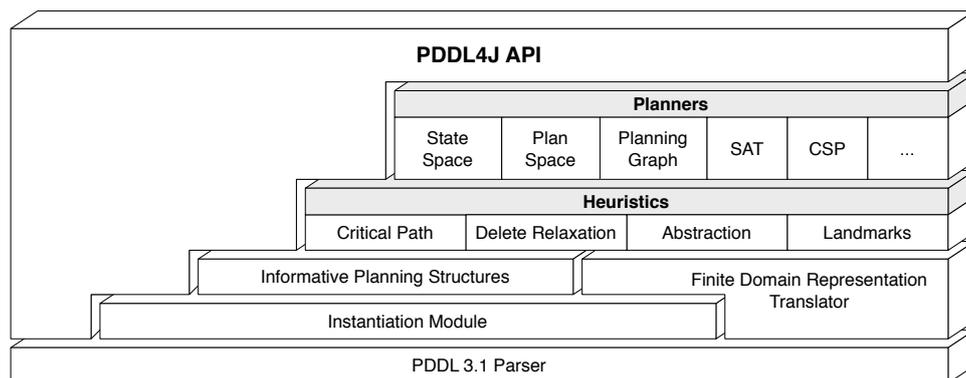 PDDL4J API
Planners
State Space
Plan Space
Planning Graph
SAT
CSP
...
Heuristics
Critical Path
Delete Relaxation
Abstraction
Landmarks
Informative Planning Structures
Finite Domain Representation
Translator
Instantiation Module
PDDL 3.1 Parser